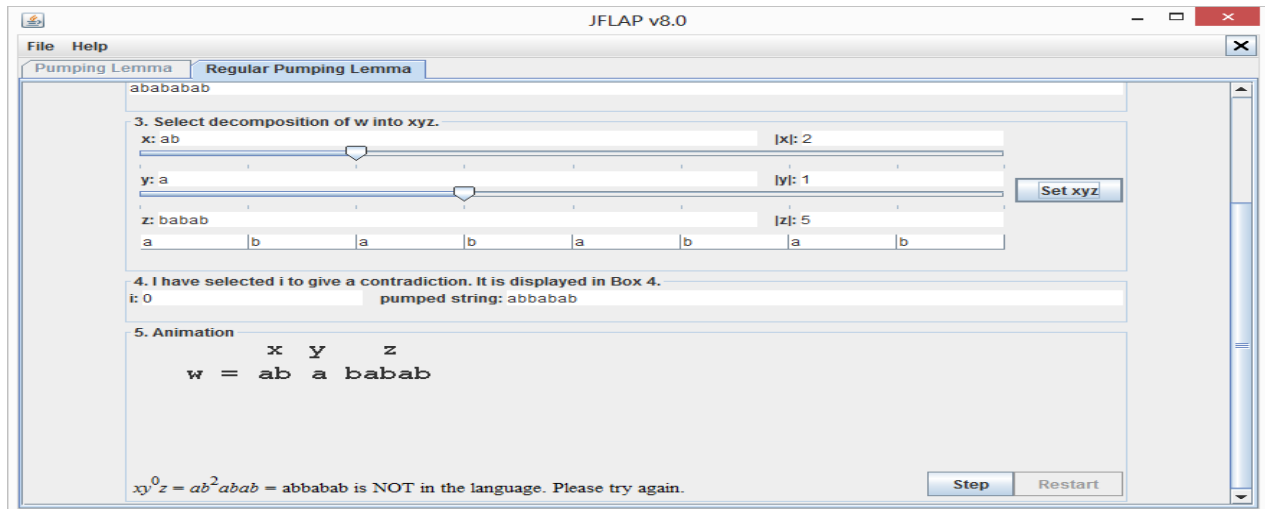 JFLAP v8.0
File Help
Pumping Lemma Regular Pumping Lemma
abababab
3. Select decomposition of w into xyz.
x: ab |x|: 2
y: a |y|: 1
Set xyz
z: babab |z|: 5
a b a b a b a b
4. I have selected i to give a contradiction. It is displayed in Box 4.
i: 0 pumped string: abbabab
5. Animation
x y z
w = ab a babab
xy⁰z = ab²abab = abbabab is NOT in the language. Please try again.
Step Restart